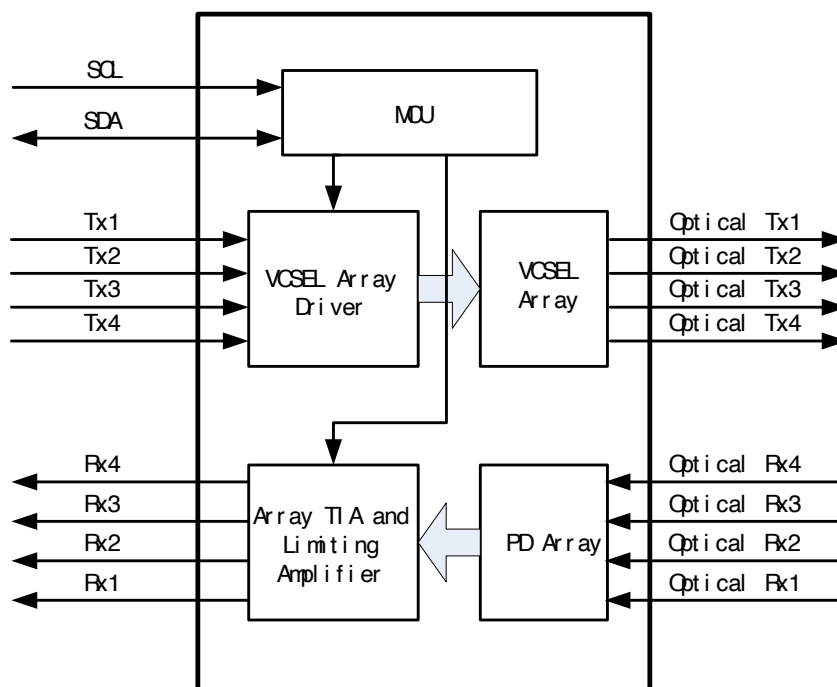 SCL
MCU
SDA
Tx1
Tx2
Tx3
Tx4
VCSEL Array
Driver
VCSEL
Array
Optical Tx1
Optical Tx2
Optical Tx3
Optical Tx4
Rx4
Rx3
Rx2
Rx1
Array TIA and
Limiting
Amplifier
PD Array
Optical Rx4
Optical Rx3
Optical Rx2
Optical Rx1